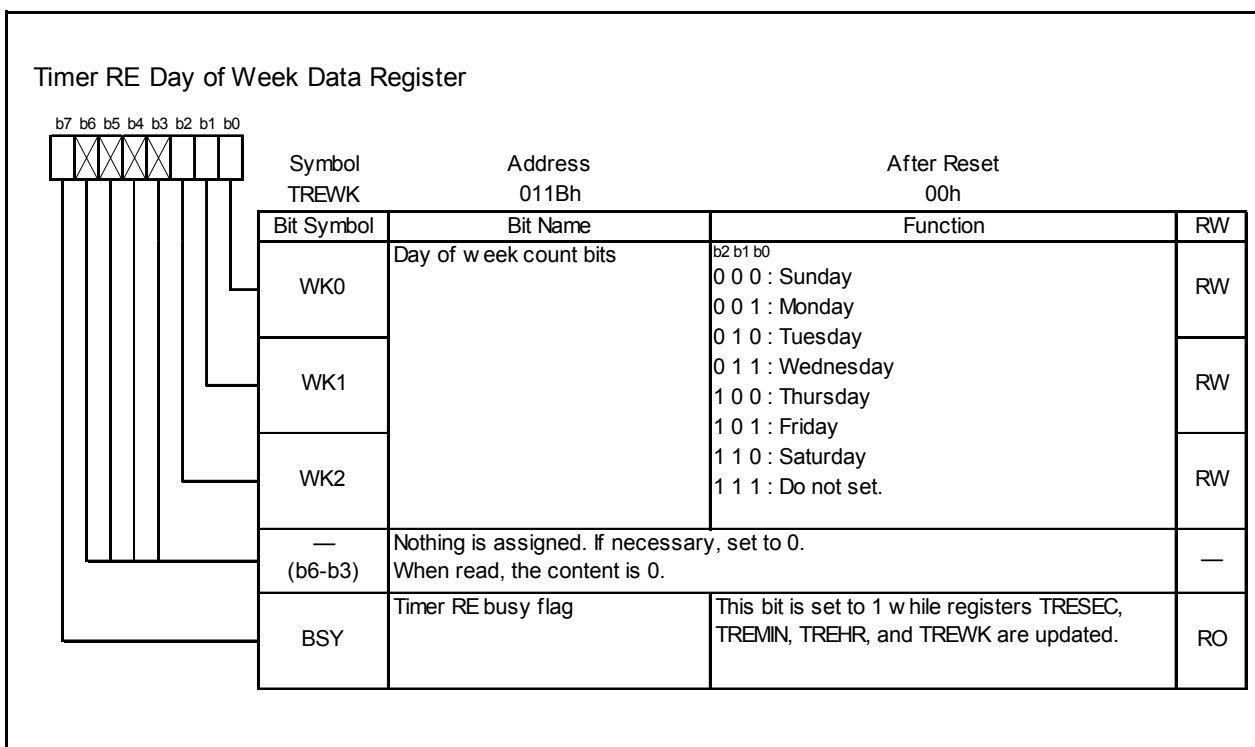 Timer RE Day of Week Data Register
b7 b6 b5 b4 b3 b2 b1 b0
Symbol Address After Reset
TREWK 011Bh 00h
Bit Symbol Bit Name Function RW
WK0 Day of week count bits b2 b1 b0
0 0 0 : Sunday
0 0 1 : Monday
0 1 0 : Tuesday
RW
WK1 0 1 1 : Wednesday
1 0 0 : Thursday
1 0 1 : Friday
RW
WK2 1 1 0 : Saturday
1 1 1 : Do not set.
RW
—
(b6-b3)
Nothing is assigned. If necessary, set to 0.
When read, the content is 0.
—
BSY
Timer RE busy flag
This bit is set to 1 while registers TRESEC,
TREMIN, TREHR, and TREWK are updated.
RO